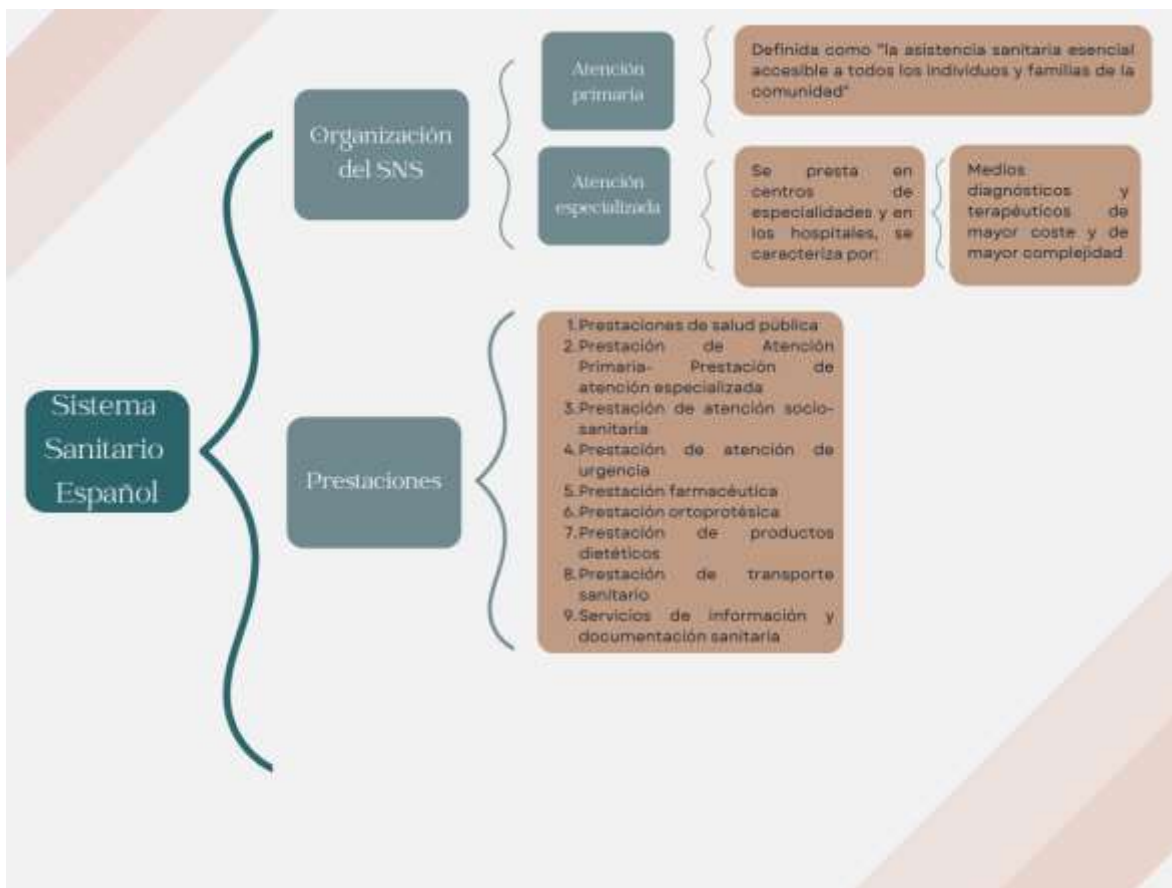 Sistema
Sanitario
Español
Organización
del SNS
Atención
primaria
Definida como "la asistencia sanitaria esencial
accesible a todos los individuos y familias de la
comunidad"
Atención
especializada
Se presta en
centros de
especialidades y en
los hospitales, se
caracteriza por:
Medios
diagnósticos y
terapéuticos de
mayor coste y de
mayor complejidad
Prestaciones
1.Prestaciones de salud pública
2.Prestación de Atención
Primaria- Prestación de
atención especializada
3.Prestación de atención socio-
sanitaria
4.Prestación de atención de
urgencia
5.Prestación farmacéutica
6.Prestación ortoprotésica
7.Prestación de productos
dietéticos
8.Prestación de transporte
sanitario
9.Servicios de información y
documentación sanitaria